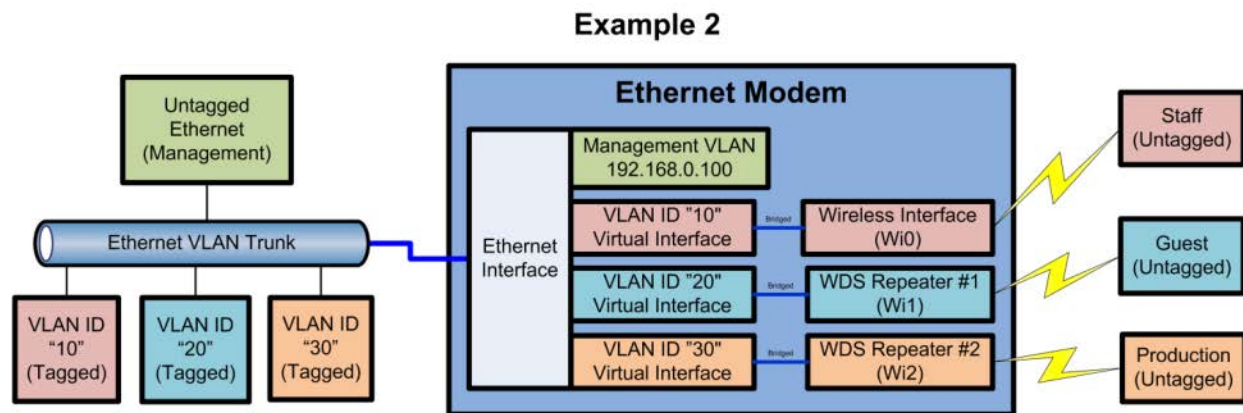 Example 2
Untagged
Ethernet
(Management)
Ethernet VLAN Trunk
VLAN ID
“10”
(Tagged)
VLAN ID
“20”
(Tagged)
VLAN ID
“30”
(Tagged)
Ethernet Modem
Ethernet
Interface
Management VLAN
192.168.0.100
VLAN ID ”10"
Virtual Interface
Bridged
Wireless Interface
(Wi0)
VLAN ID ”20"
Virtual Interface
Bridged
WDS Repeater #1
(Wi1)
VLAN ID ”30"
Virtual Interface
Bridged
WDS Repeater #2
(Wi2)
Staff
(Untagged)
Guest
(Untagged)
Production
(Untagged)